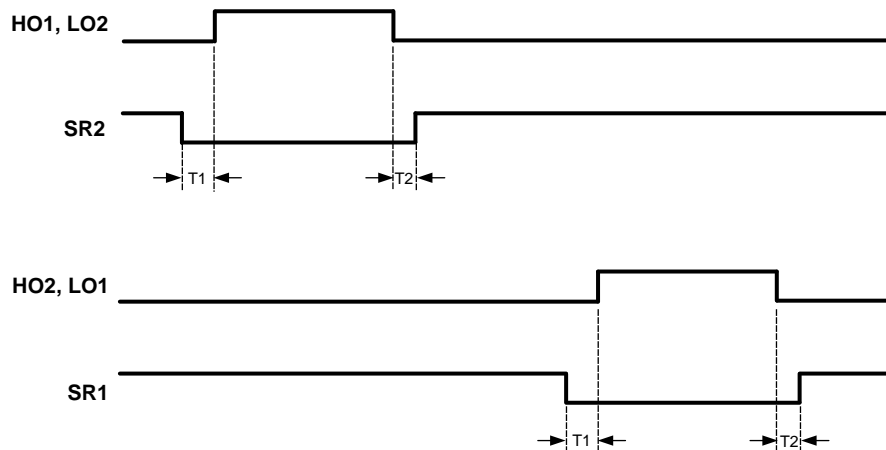 HO1, LO2
SR2
T1
T2
HO2, LO1
SR1
T1
T2